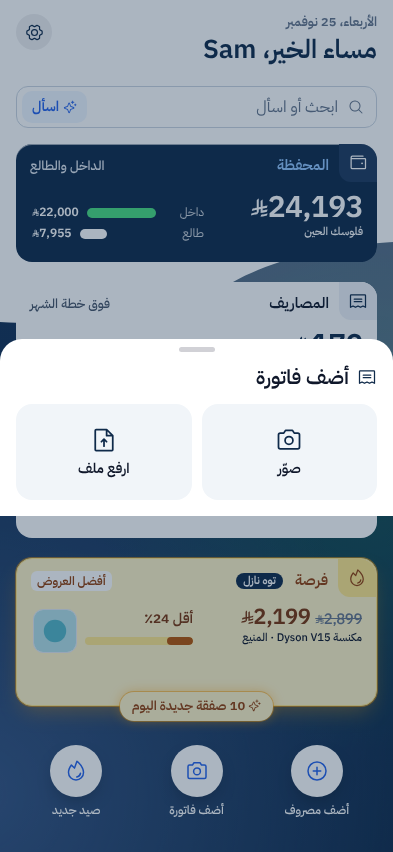 الأربعاء، 25 نوفمبر
مساء الخير، Sam
ابحث أو اسأل
اسأل
المحفظة
الداخل والطالع
24,193
فلوسك الحين
داخل 22,000
طالع 7,955
المصاريف
فوق خطة الشهر
أضف فاتورة
صوّر
ارفع ملف
فرصة
توه نازل
أفضل العروض
2,899 2,199
مكنسة Dyson V15 · المنيع
أقل 24٪
10 صفقة جديدة اليوم
أضف مصروف
أضف فاتورة
صيد جديد